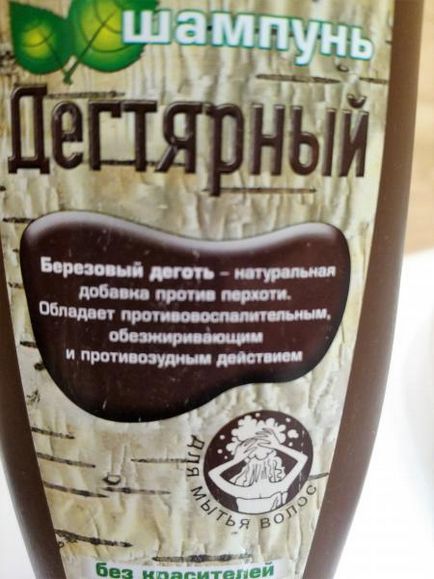 шампунь
Дегтярный
Березовый деготь – натуральная
добавка против перхоти.
Обладает противовоспалительным,
обезжиривающим
и противозудным действием
ДЛЯ МЫТЬЯ ВОЛОС
без красителей